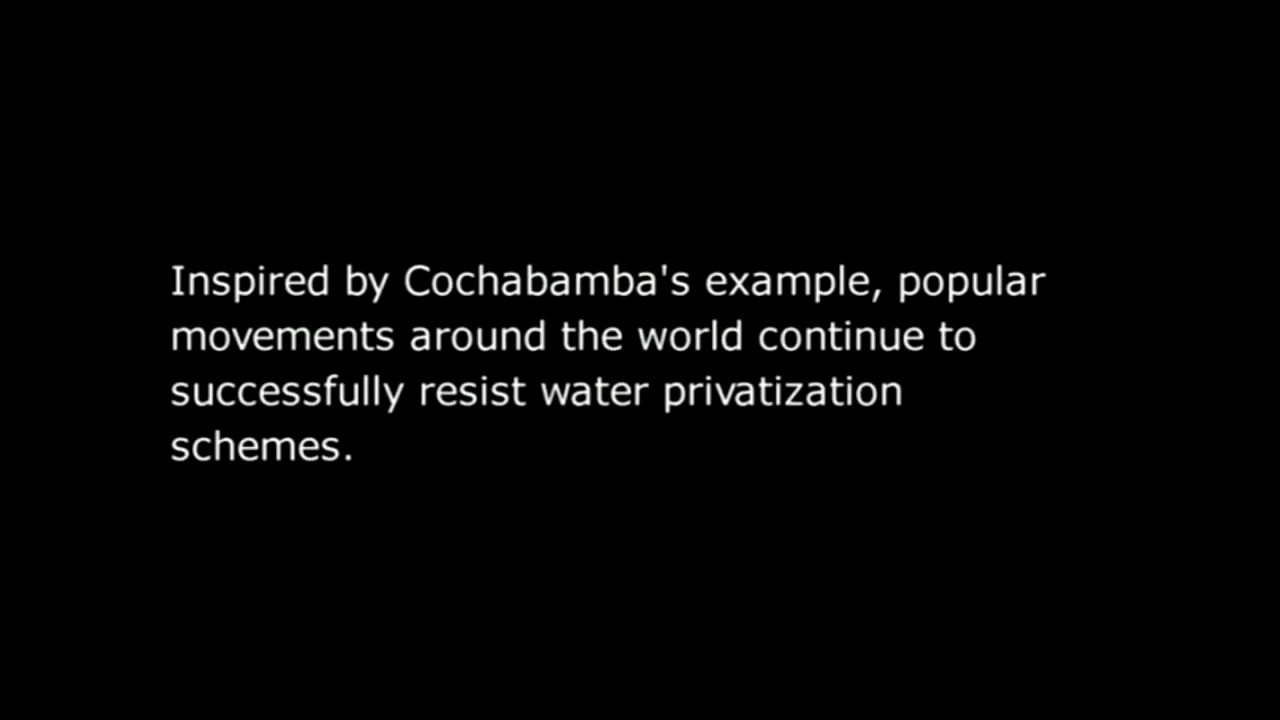 Inspired by Cochabamba's example, popular
movements around the world continue to
successfully resist water privatization
schemes.